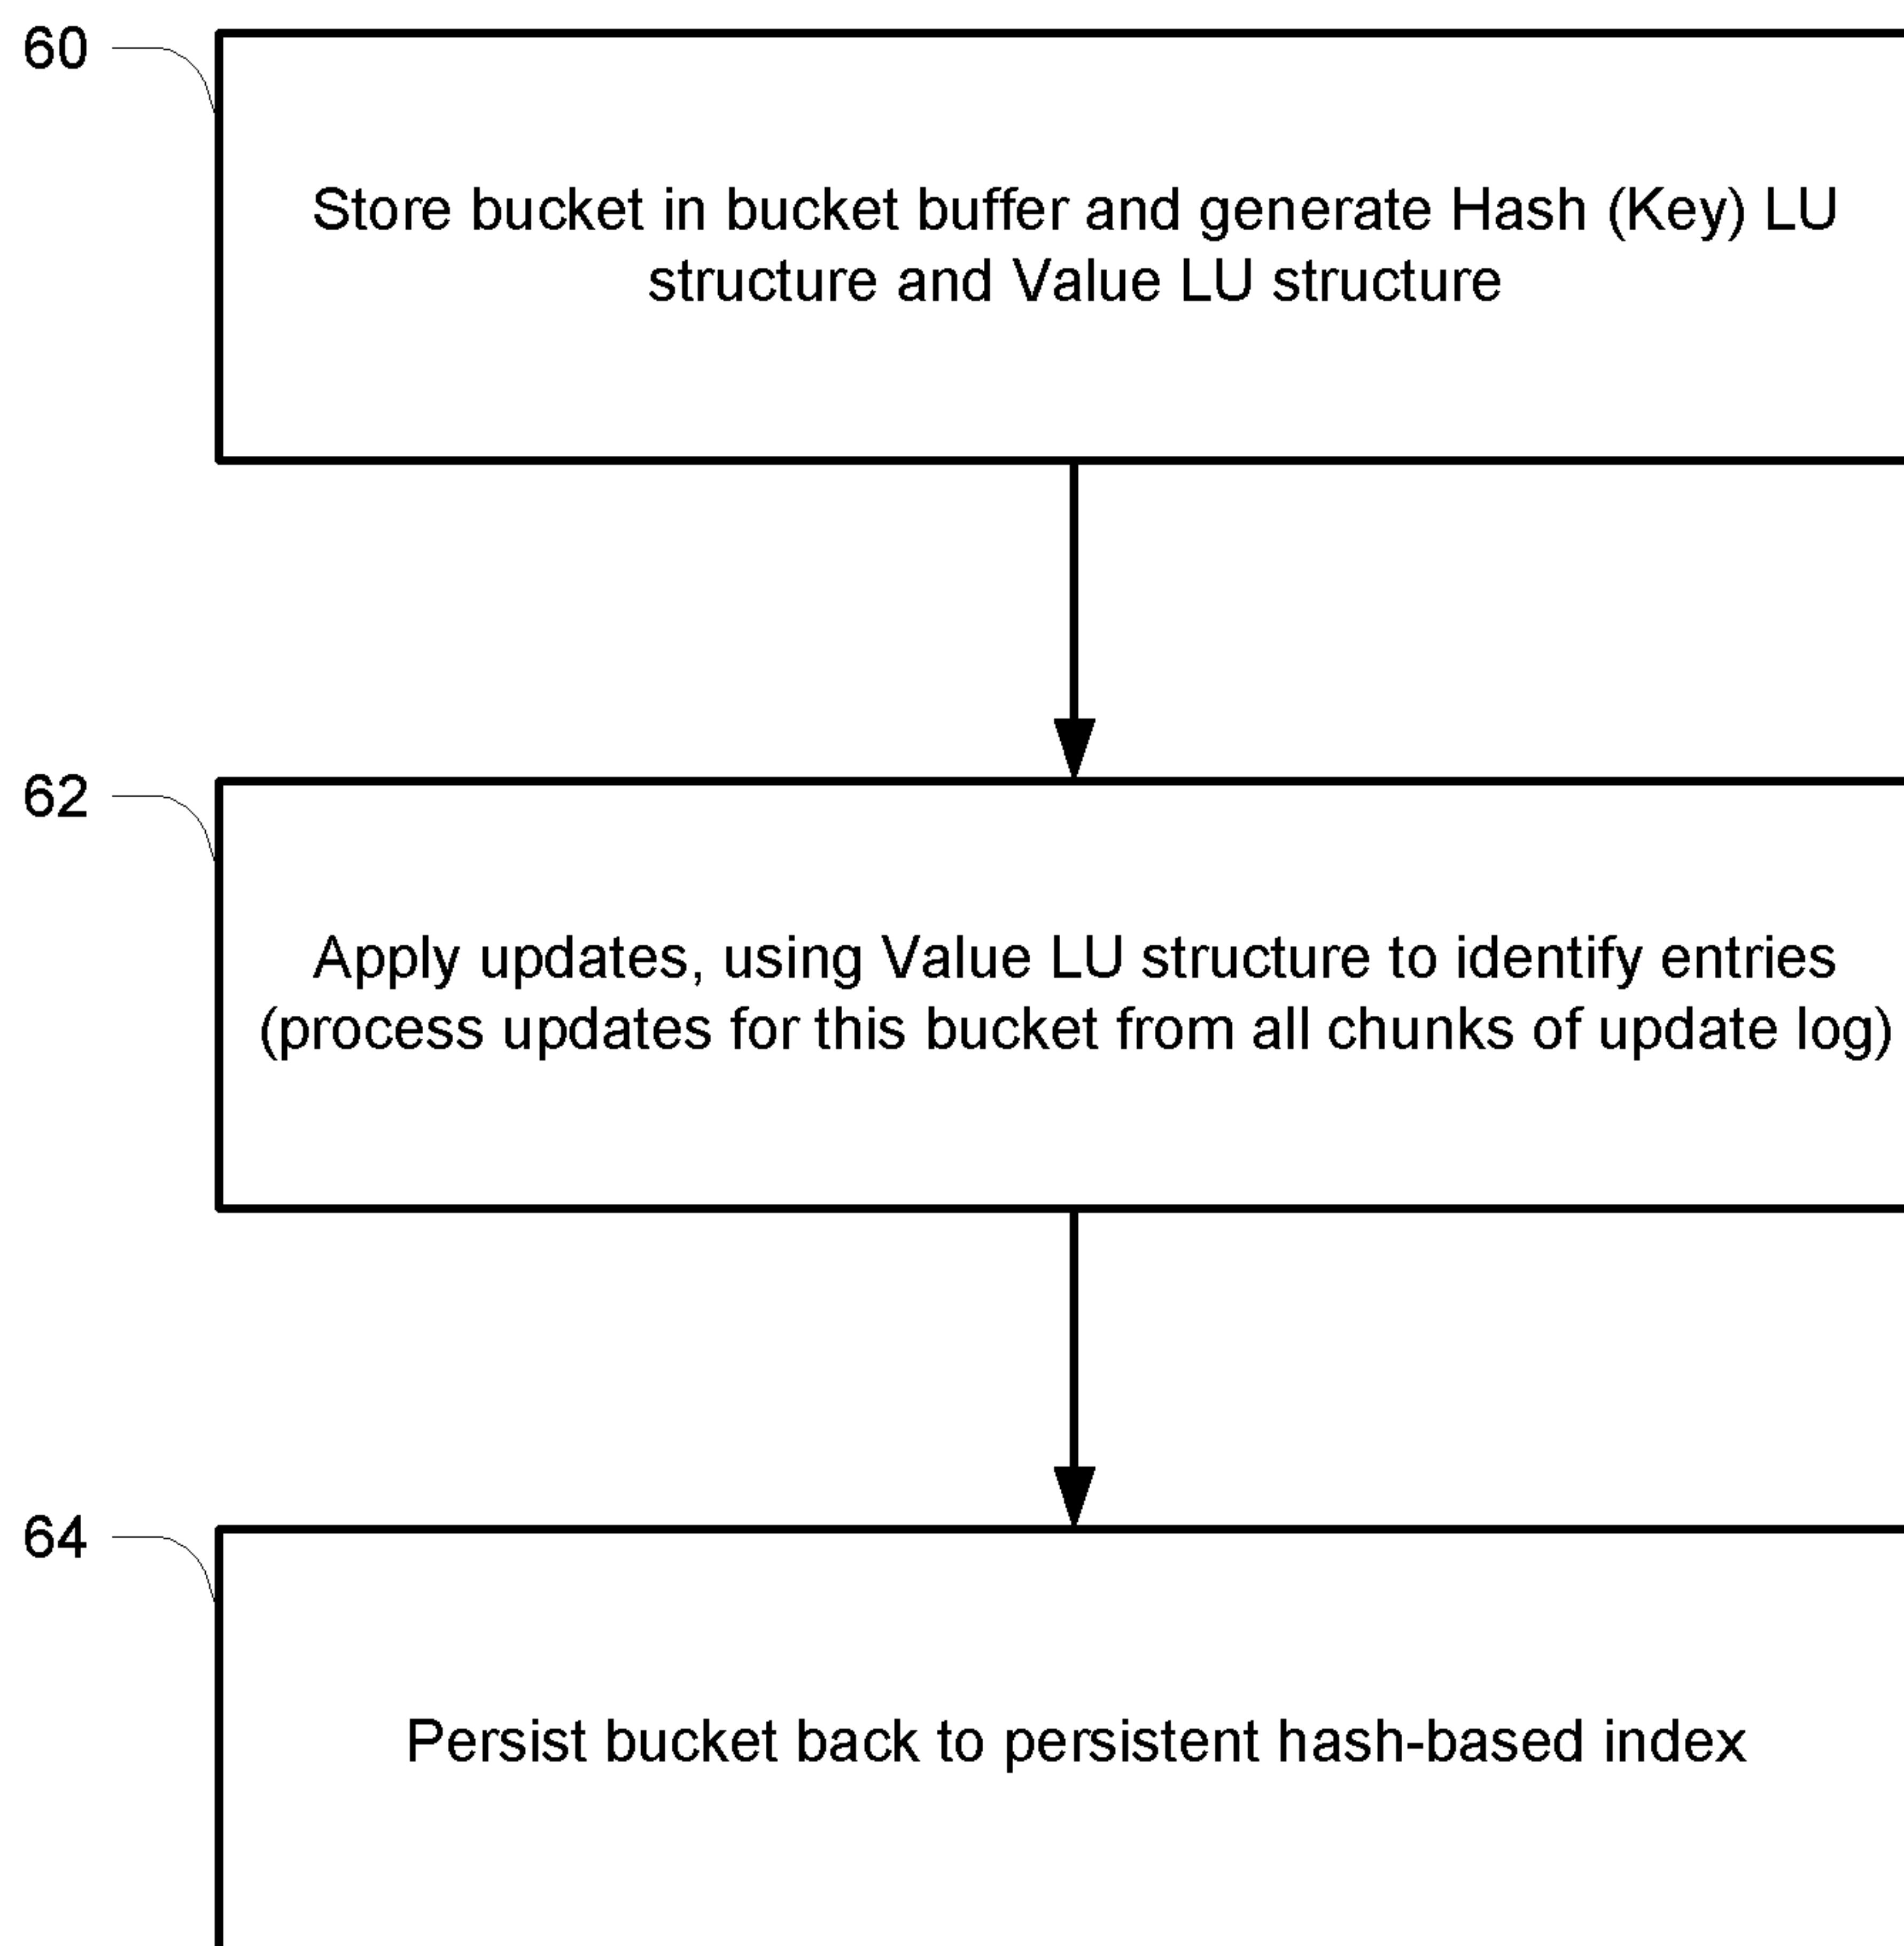 60
Store bucket in bucket buffer and generate Hash (Key) LU
structure and Value LU structure
62
Apply updates, using Value LU structure to identify entries
(process updates for this bucket from all chunks of update log)
64
Persist bucket back to persistent hash-based index